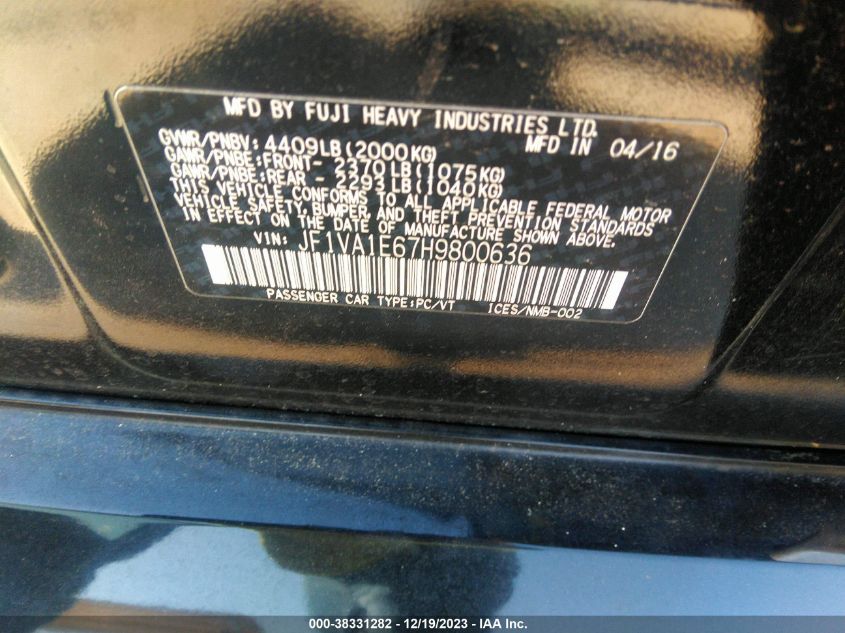 MFD BY FUJI HEAVY INDUSTRIES LTD.
GVWR/PNBV: 4409LB(2000KG) MFD IN 04/16
GAWR/PNBE:FRONT- 2370LB(1075KG)
GAWR/PNBE:REAR - 2293LB(1040KG)
THIS VEHICLE CONFORMS TO ALL APPLICABLE FEDERAL MOTOR
VEHICLE SAFETY, BUMPER, AND THEFT PREVENTION STANDARDS
IN EFFECT ON THE DATE OF MANUFACTURE SHOWN ABOVE.
VIN: JF1VA1E67H9800636
PASSENGER CAR TYPE:PC/VT ICES/NMB-002
000-38331282 - 12/19/2023 - IAA Inc.